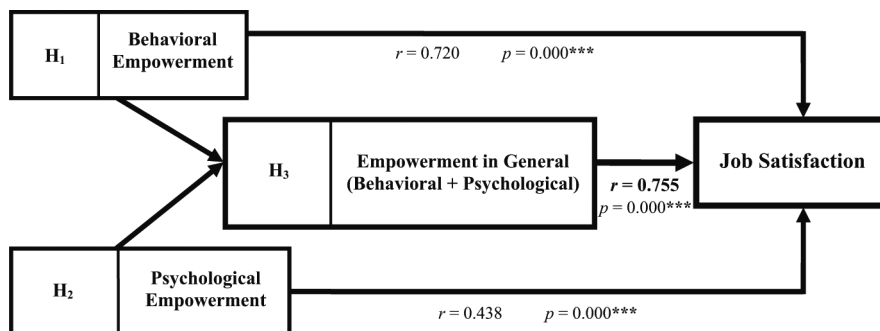 H₁
Behavioral
Empowerment
r = 0.720 p = 0.000***
H₃
Empowerment in General
(Behavioral + Psychological)
r = 0.755
p = 0.000***
Job Satisfaction
H₂
Psychological
Empowerment
r = 0.438 p = 0.000***